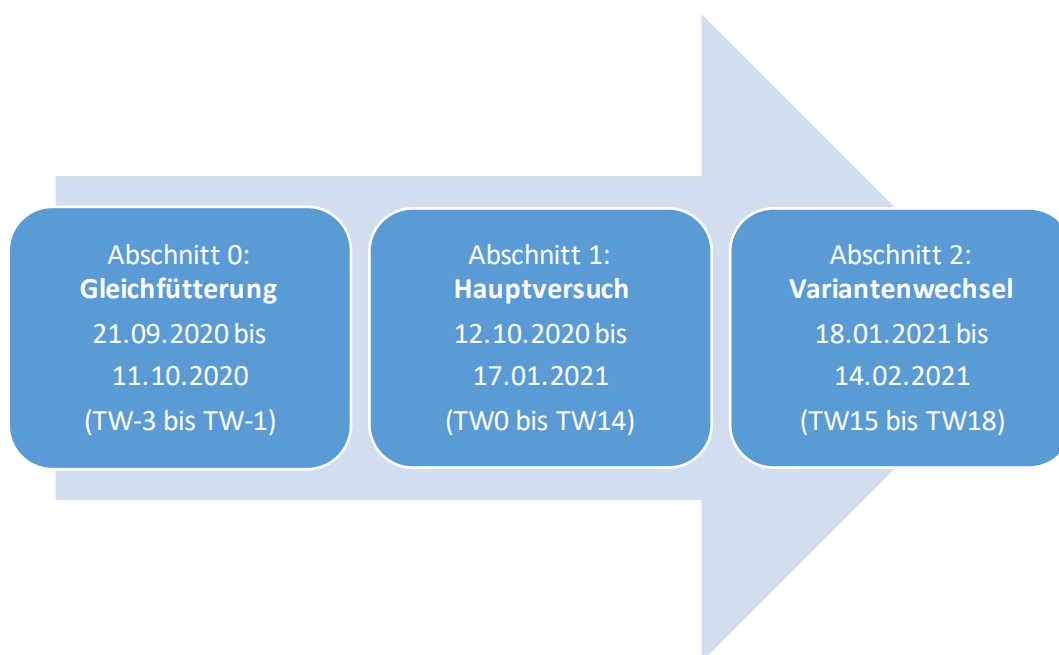 Abschnitt 0:
Gleichfütterung
21.09.2020 bis
11.10.2020
(TW-3 bis TW-1)
Abschnitt 1:
Hauptversuch
12.10.2020 bis
17.01.2021
(TW0 bis TW14)
Abschnitt 2:
Variantenwechsel
18.01.2021 bis
14.02.2021
(TW15 bis TW18)